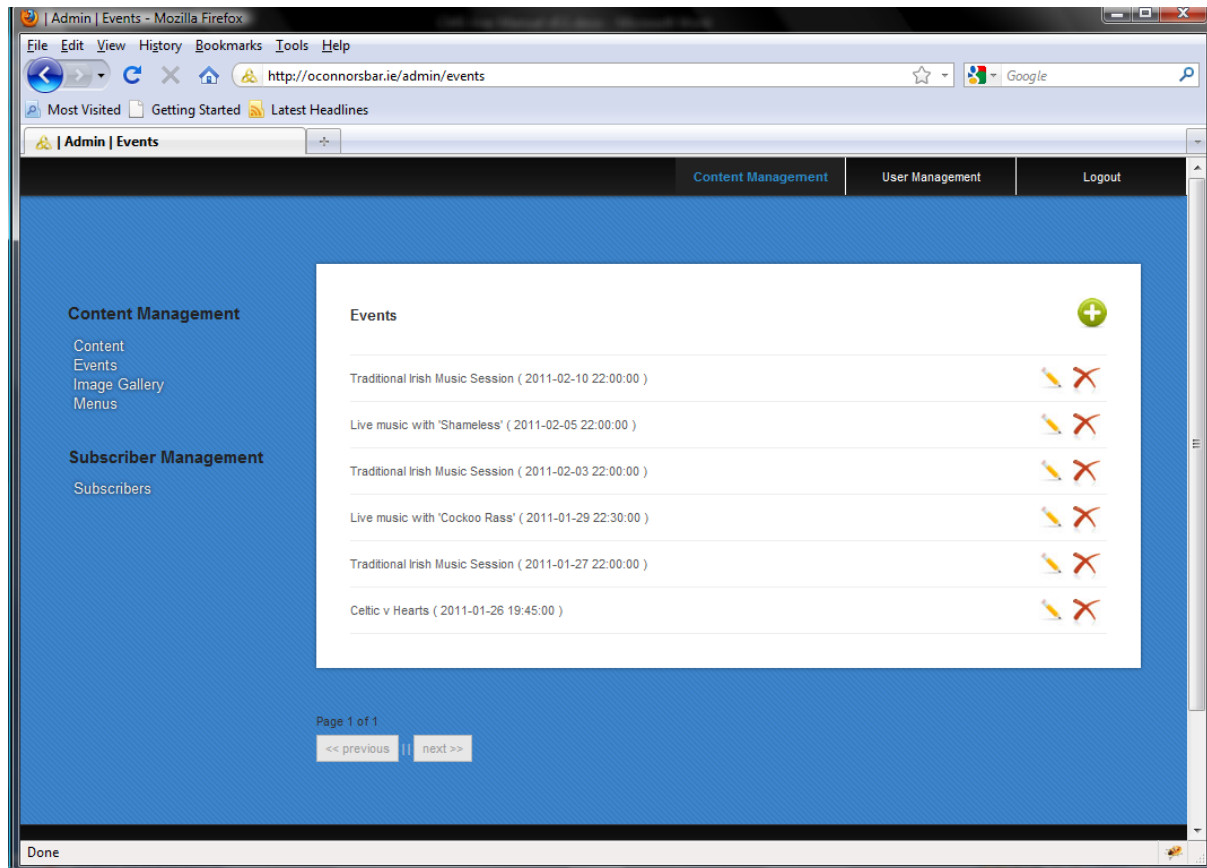 | Admin | Events - Mozilla Firefox
File Edit View History Bookmarks Tools Help
http://oconnorsbar.ie/admin/events
Google
Most Visited Getting Started Latest Headlines
| Admin | Events
Content Management User Management Logout
Content Management
Content
Events
Image Gallery
Menus
Subscriber Management
Subscribers
Events
Traditional Irish Music Session ( 2011-02-10 22:00:00 )
Live music with 'Shameless' ( 2011-02-05 22:00:00 )
Traditional Irish Music Session ( 2011-02-03 22:00:00 )
Live music with 'Cockoo Rass' ( 2011-01-29 22:30:00 )
Traditional Irish Music Session ( 2011-01-27 22:00:00 )
Celtic v Hearts ( 2011-01-26 19:45:00 )
Page 1 of 1
<< previous || next >>
Done